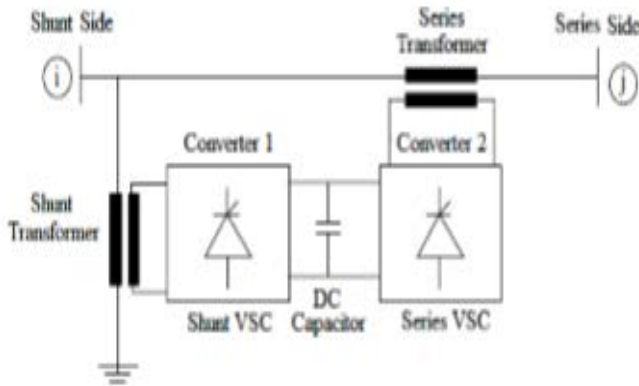 Shunt Side
Series
Transformer
Series Side
i
j
Converter 1
Converter 2
Shunt
Transformer
DC
Capacitor
Shunt VSC
Series VSC